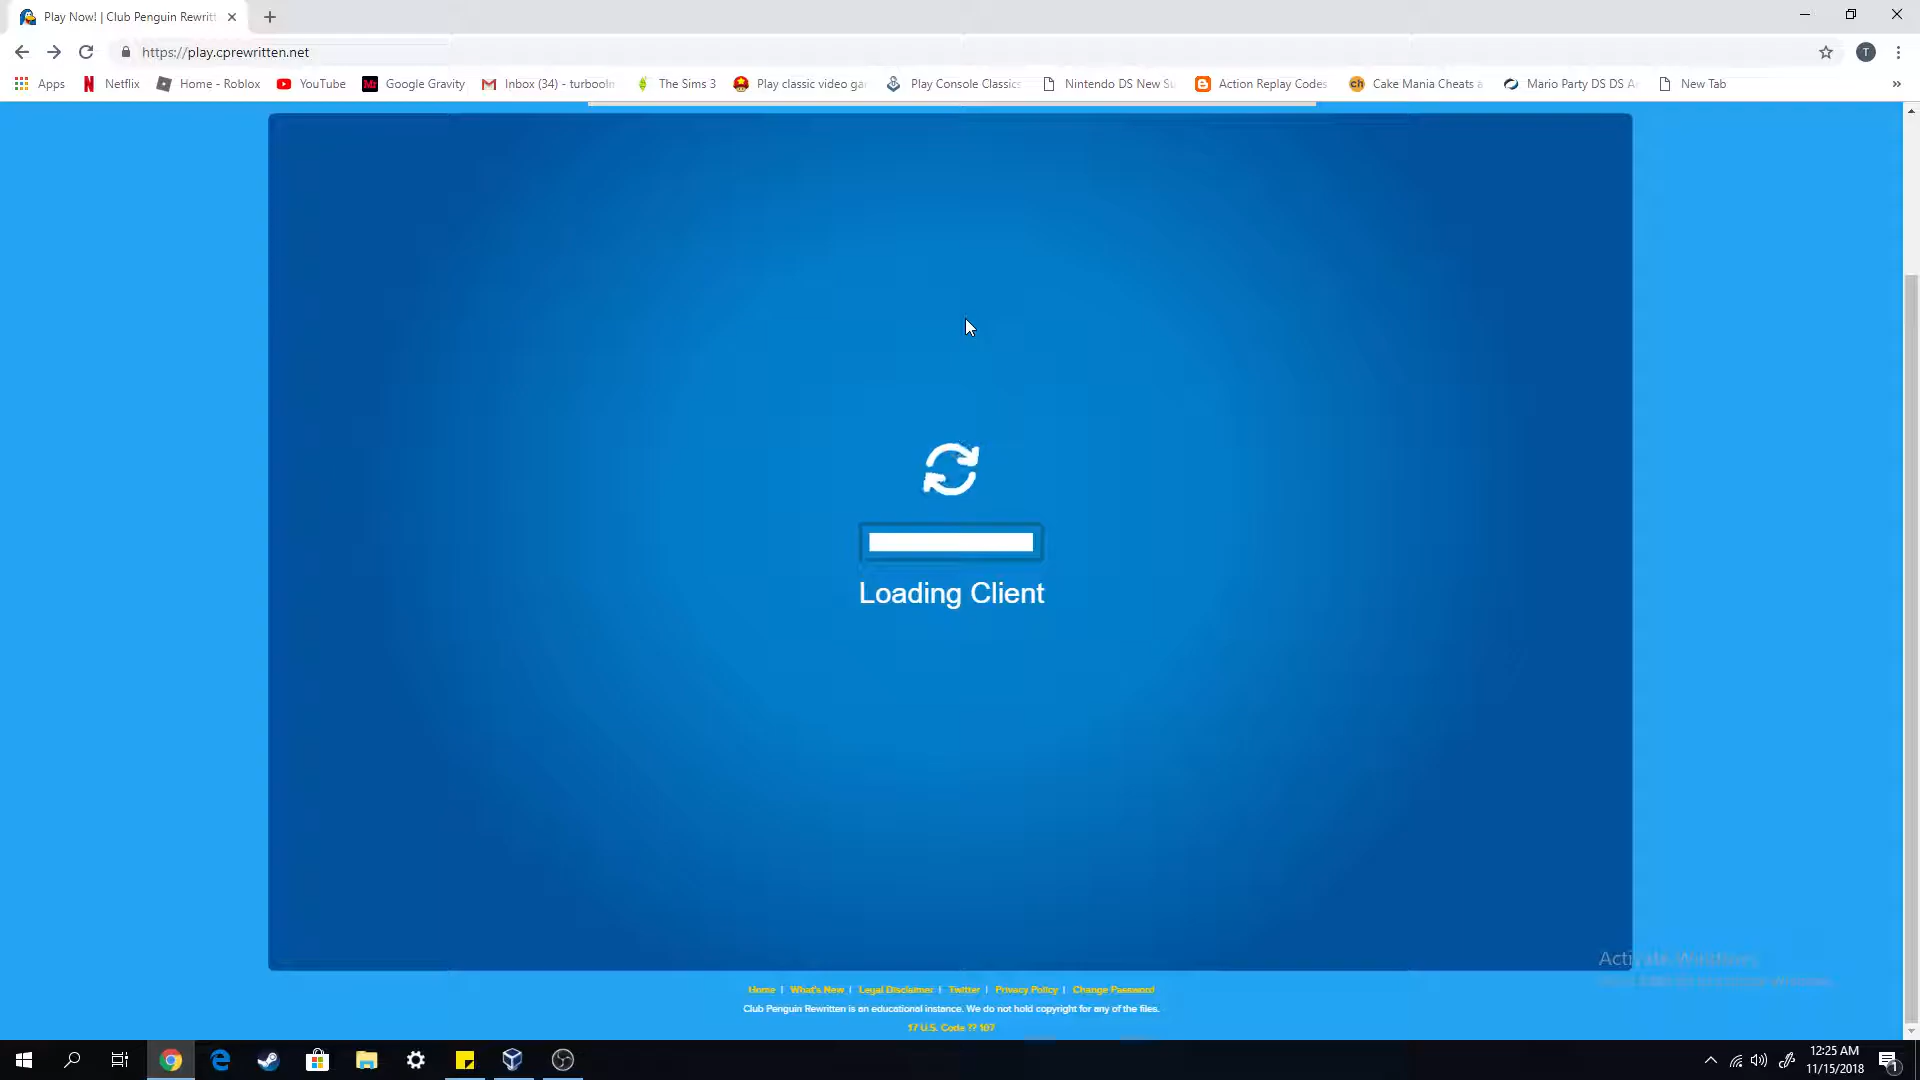 Play Now! | Club Penguin Rewritt
https://play.cprewritten.net
T
Apps Netflix Home - Roblox YouTube Google Gravity Inbox (34) - turbooln The Sims 3 Play classic video gar Play Console Classics Nintendo DS New Su Action Replay Codes Cake Mania Cheats a Mario Party DS DS A New Tab »
Loading Client
Activate Windows
Home | What's New | Legal Disclaimer | Twitter | Privacy Policy | Change Password
Club Penguin Rewritten is an educational instance. We do not hold copyright for any of the files.
17 U.S. Code ?? 107
12:25 AM
11/15/2018
1